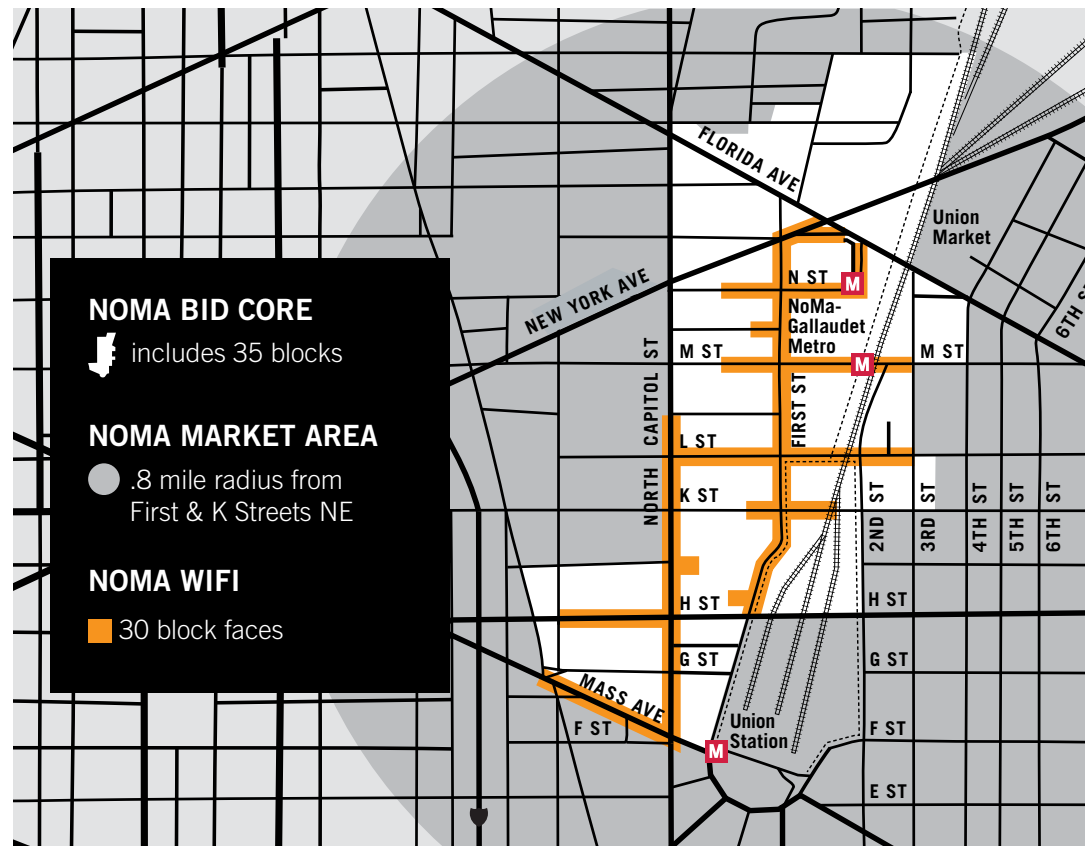 NOMA BID CORE
includes 35 blocks
NOMA MARKET AREA
.8 mile radius from
First & K Streets NE
NOMA WIFI
30 block faces
FLORIDA AVE
NEW YORK AVE
Union
Market
6TH ST
N ST
M
NoMa-
Gallaudet
Metro
M ST
M
M ST
NORTH CAPITOL ST
FIRST ST
L ST
K ST
2ND ST
3RD ST
4TH ST
5TH ST
6TH ST
H ST
H ST
G ST
G ST
MASS AVE
F ST
Union
Station
M
F ST
E ST